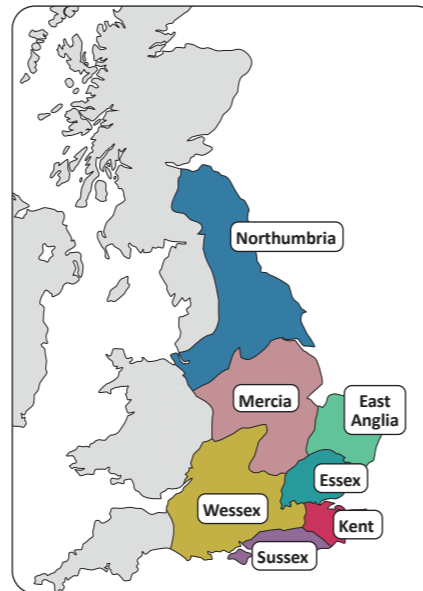 Northumbria
Mercia
East
Anglia
Essex
Wessex
Kent
Sussex